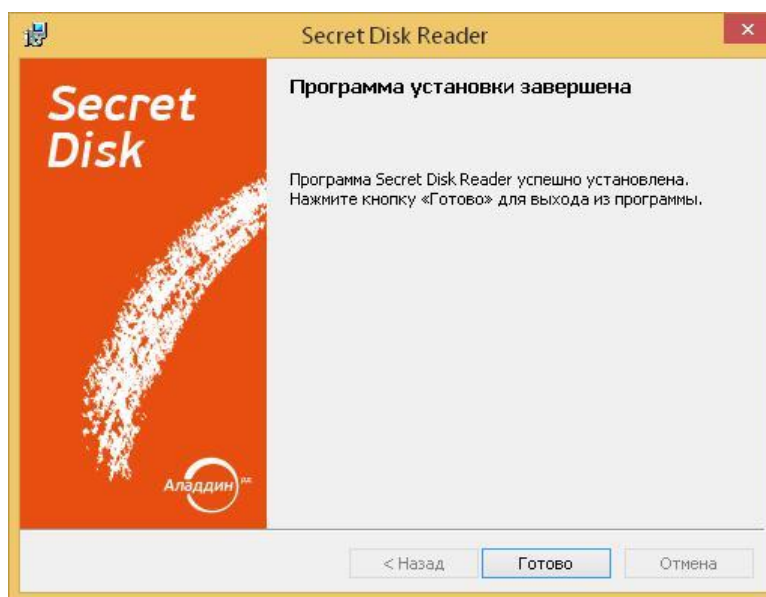 Secret Disk Reader
Secret
Disk
Аладдин РД
Программа установки завершена
Программа Secret Disk Reader успешно установлена.
Нажмите кнопку «Готово» для выхода из программы.
< Назад
Готово
Отмена